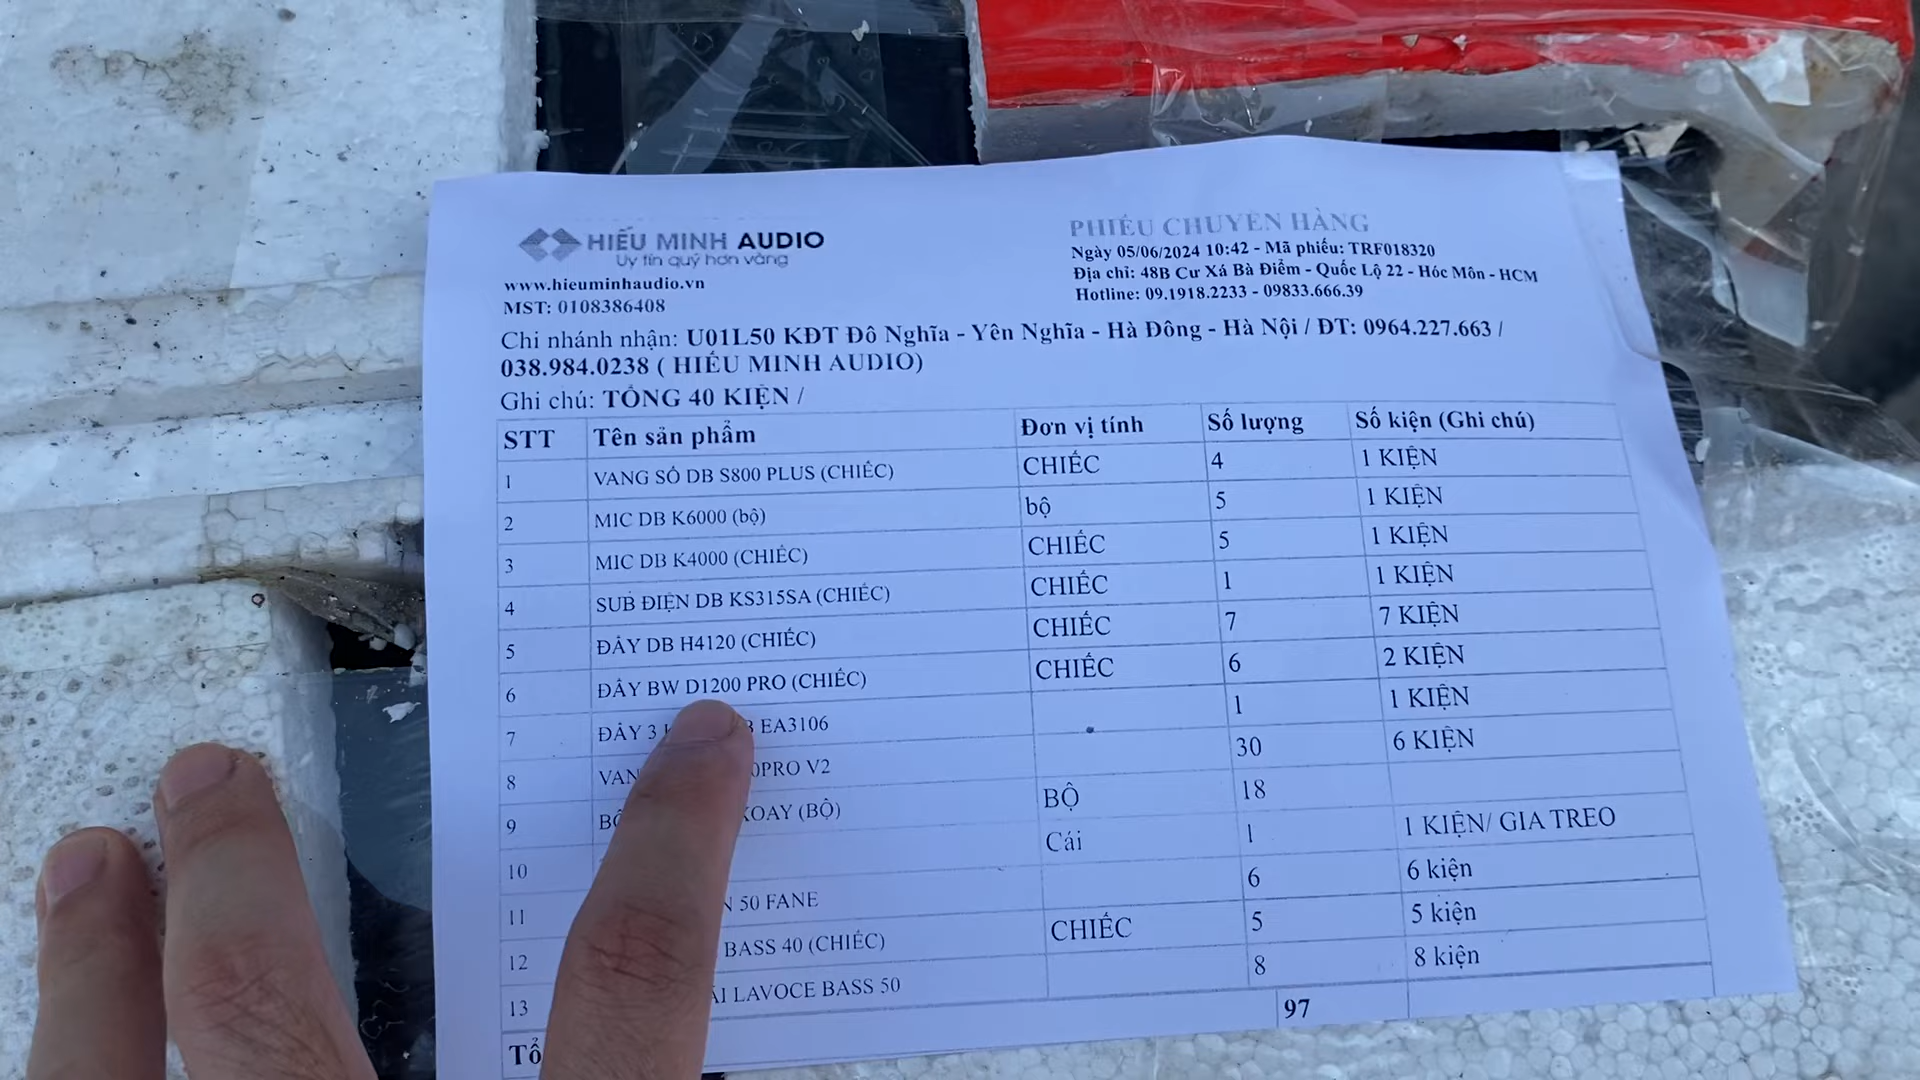 HIẾU MINH AUDIO
Uy tín quý hơn vàng
www.hieuminhaudio.vn
MST: 0108386408
PHIẾU CHUYỂN HÀNG
Ngày 05/06/2024 10:42 - Mã phiếu: TRF018320
Địa chỉ: 48B Cư Xá Bà Điểm - Quốc Lộ 22 - Hóc Môn - HCM
Hotline: 09.1918.2233 - 09833.666.39
Chi nhánh nhận: U01L50 KĐT Đô Nghĩa - Yên Nghĩa - Hà Đông - Hà Nội / ĐT: 0964.227.663 /
038.984.0238 ( HIẾU MINH AUDIO)
Ghi chú: TỔNG 40 KIỆN /
STT Tên sản phẩm Đơn vị tính Số lượng Số kiện (Ghi chú)
1 VANG SỐ DB S800 PLUS (CHIẾC) CHIẾC 4 1 KIỆN
2 MIC DB K6000 (bộ) bộ 5 1 KIỆN
3 MIC DB K4000 (CHIẾC) CHIẾC 5 1 KIỆN
4 SUB ĐIỆN DB KS315SA (CHIẾC) CHIẾC 1 1 KIỆN
5 ĐẨY DB H4120 (CHIẾC) CHIẾC 7 7 KIỆN
6 ĐẨY BW D1200 PRO (CHIẾC) CHIẾC 6 2 KIỆN
7 ĐẨY 3 EA3106 1 1 KIỆN
8 0PRO V2 30 6 KIỆN
9 XOAY (BỘ) BỘ 18
10 Cái 1 1 KIỆN/ GIA TREO
11 50 FANE 6 6 kiện
12 BASS 40 (CHIẾC) CHIẾC 5 5 kiện
13 LAVOCE BASS 50 8 8 kiện
97